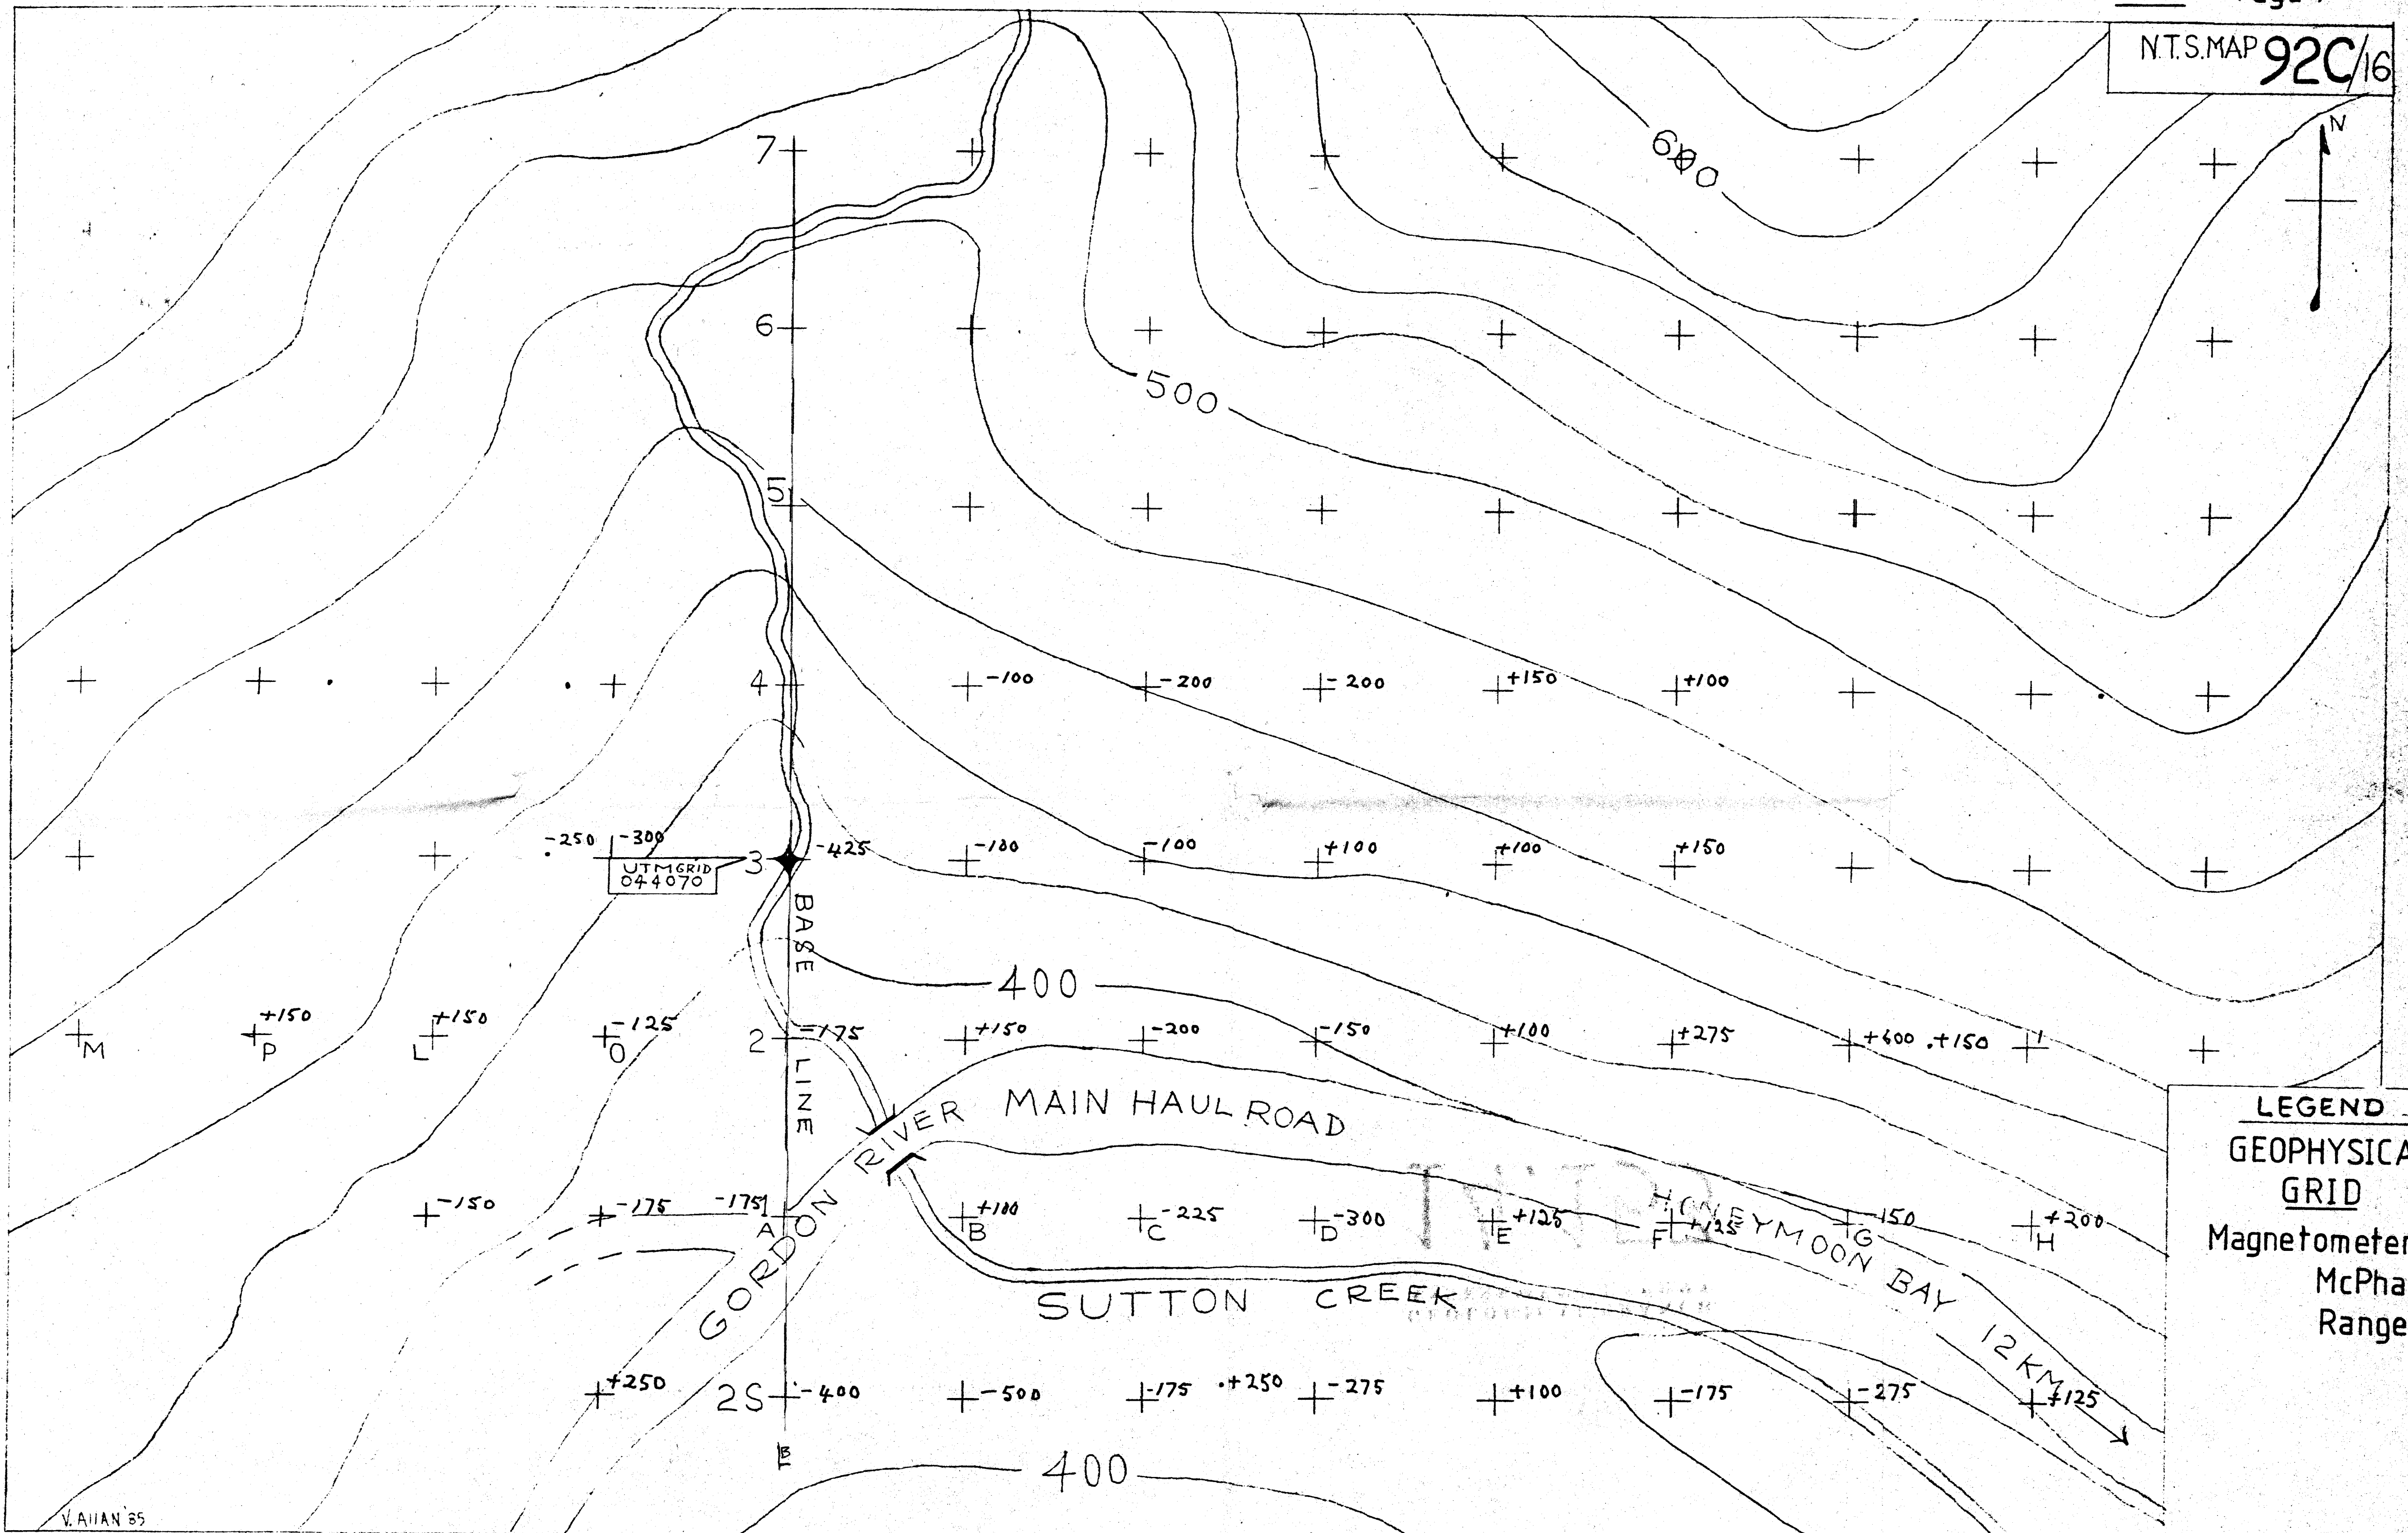 N.T.S. MAP 92C/16
N
7
600
6
500
5
4 -100 -200 -200 +150 +100
-250 -300 3 -425 -100 -100 +100 +100 +150
UTM GRID
044070
BASE LINE
400
M +150 P +150 L -125 O 2 -175 +150 -200 -150 +100 +275 +600 +150
GORDON RIVER MAIN HAUL ROAD
-150 -175 -175 A +100 B -225 C -300 D +125 E +125 F -150 G +200 H
HONEYMOON BAY 12 KM
SUTTON CREEK
+250 2S -400 -500 -175 +250 -275 +100 -175 -275 +125
BL
400
LEGEND
GEOPHYSICA
GRID
Magnetometer
McPha
Range
V. AllAN '85